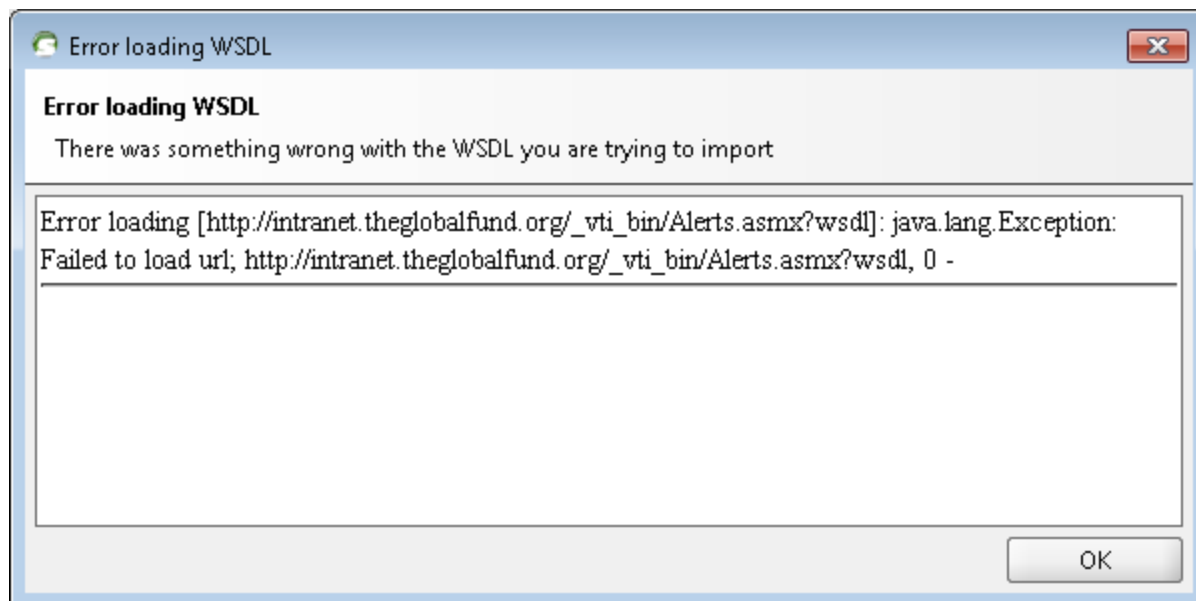 Error loading WSDL
Error loading WSDL
There was something wrong with the WSDL you are trying to import
Error loading [http://intranet.theglobalfund.org/_vti_bin/Alerts.asmx?wsdl]: java.lang.Exception:
Failed to load url; http://intranet.theglobalfund.org/_vti_bin/Alerts.asmx?wsdl, 0 -
OK